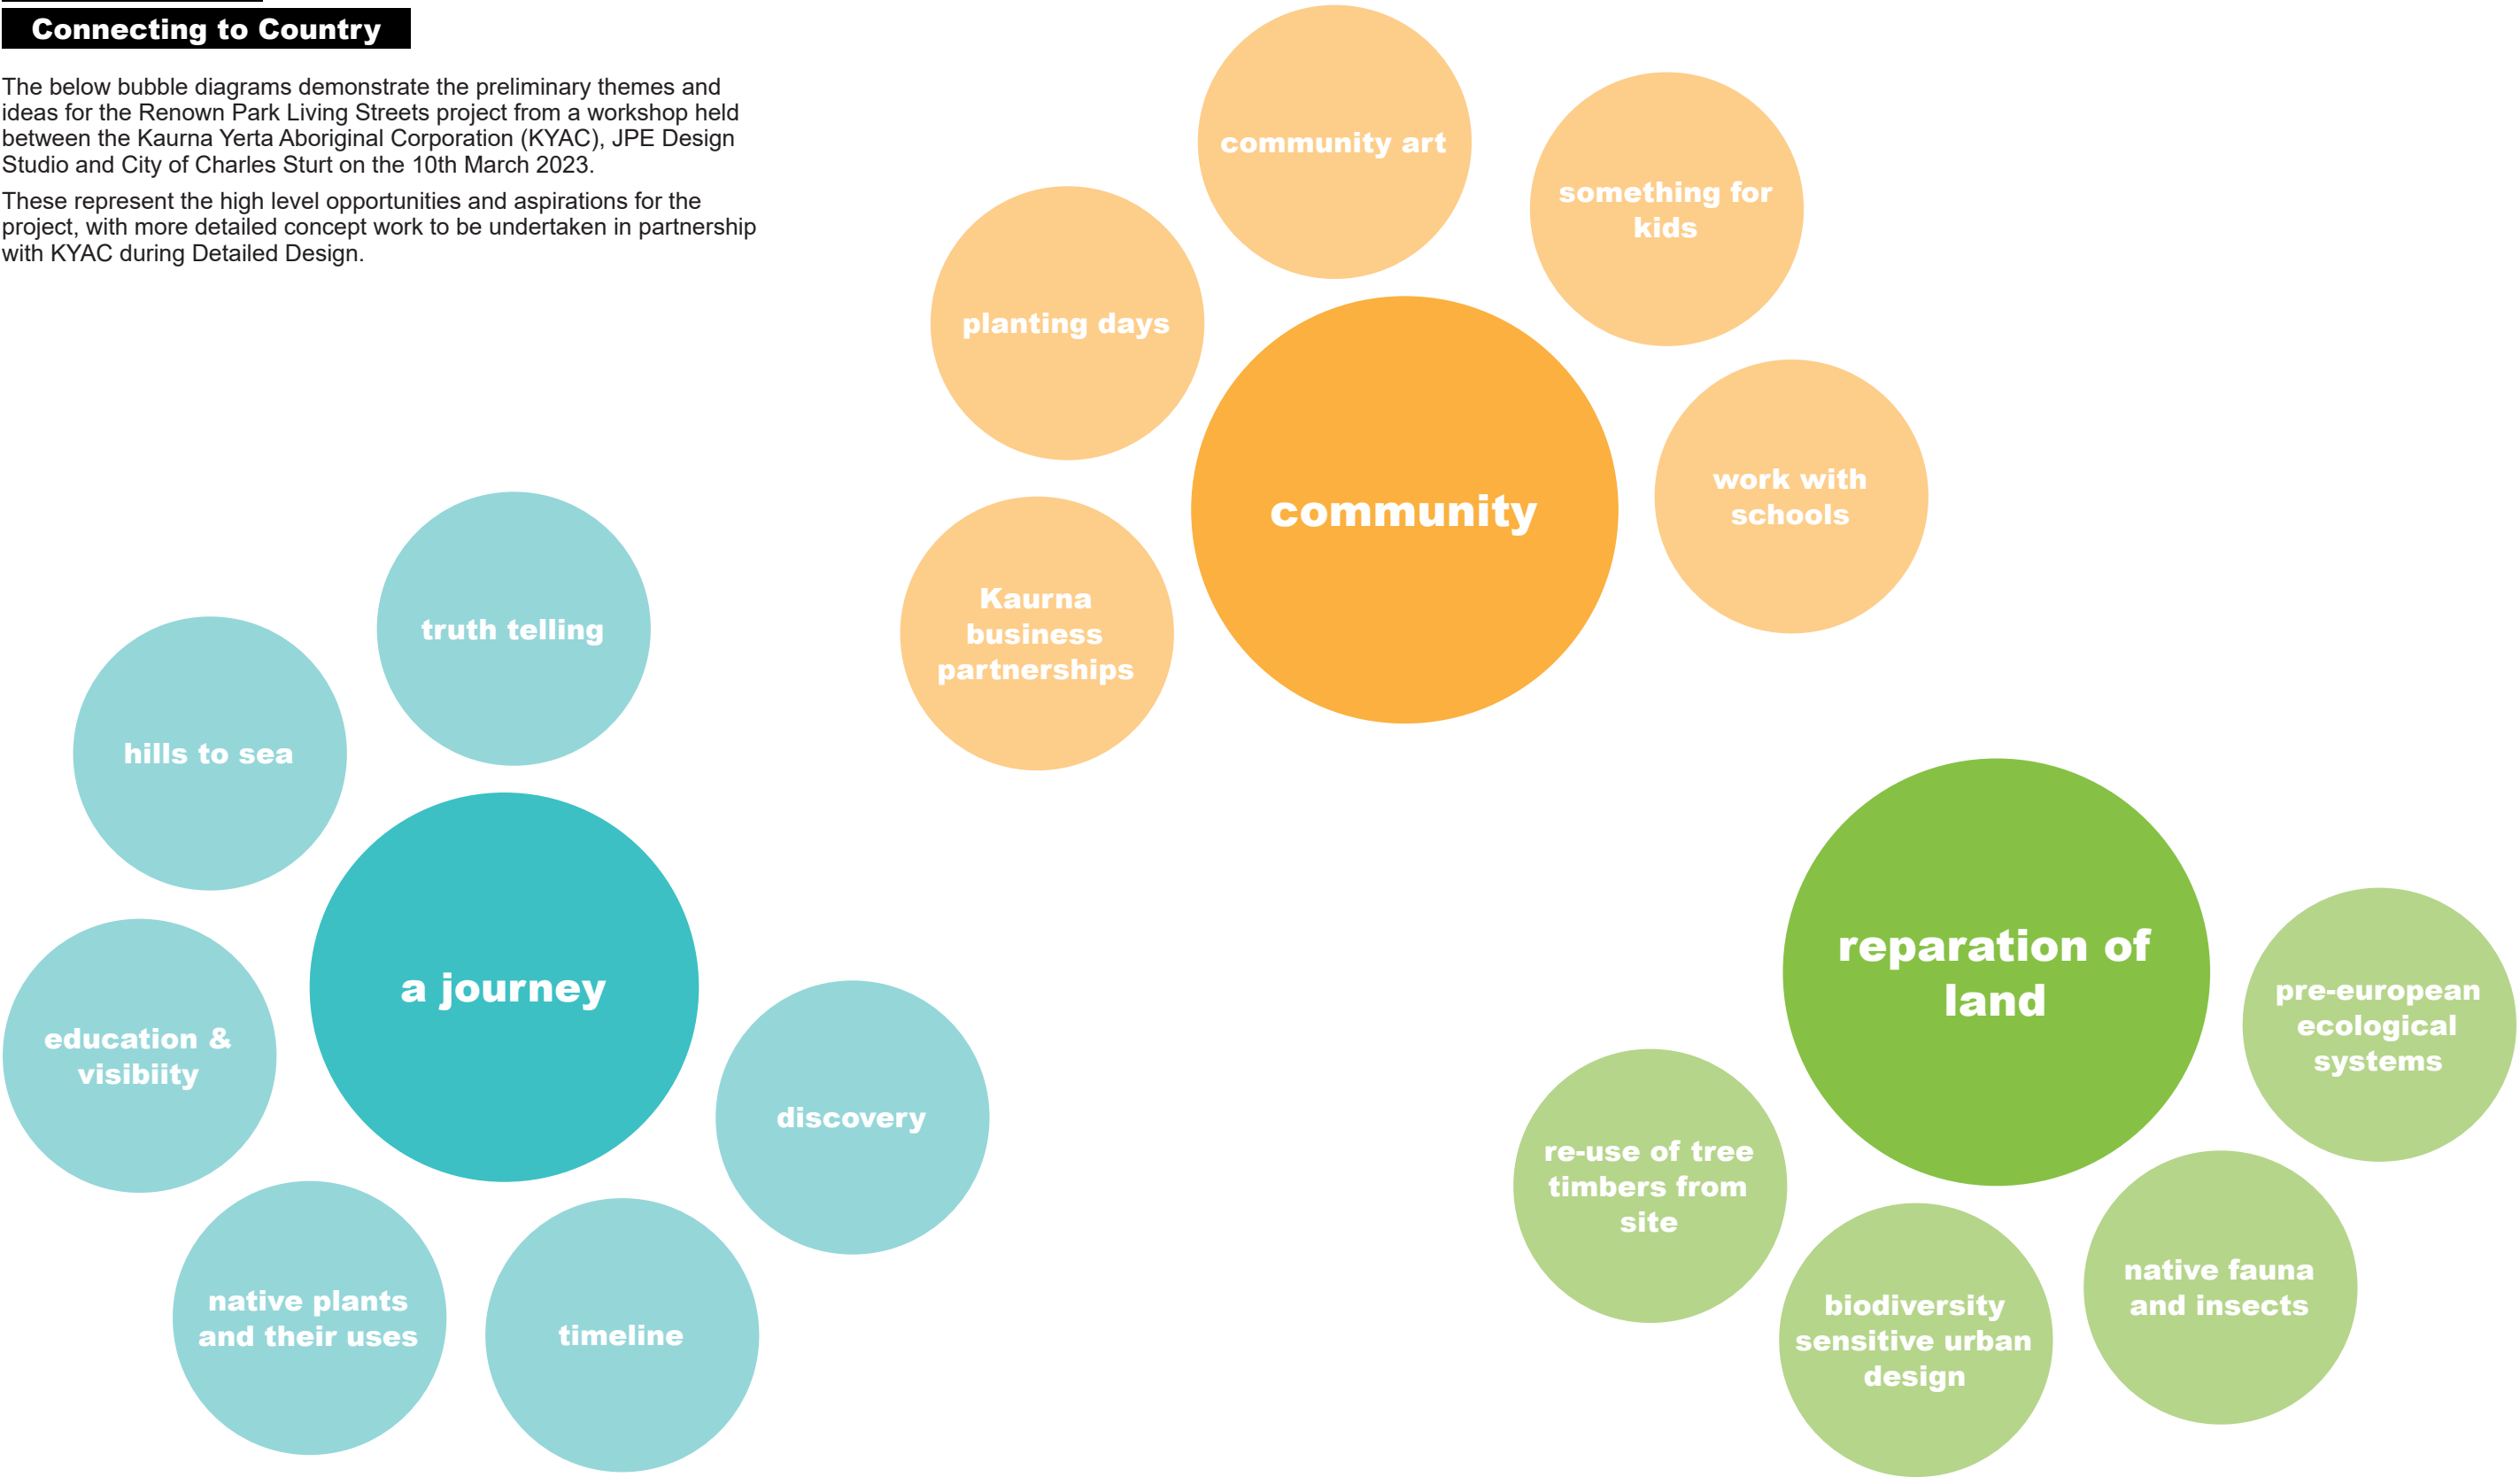 Connecting to Country
The below bubble diagrams demonstrate the preliminary themes and
ideas for the Renown Park Living Streets project from a workshop held
between the Kaurna Yerta Aboriginal Corporation (KYAC), JPE Design
Studio and City of Charles Sturt on the 10th March 2023.
These represent the high level opportunities and aspirations for the
project, with more detailed concept work to be undertaken in partnership
with KYAC during Detailed Design.
community art
something for
kids
planting days
community
work with
schools
Kaurna
business
partnerships
truth telling
hills to sea
a journey
education &
visibiity
discovery
native plants
and their uses
timeline
reparation of
land
pre-european
ecological
systems
re-use of tree
timbers from
site
native fauna
and insects
biodiversity
sensitive urban
design